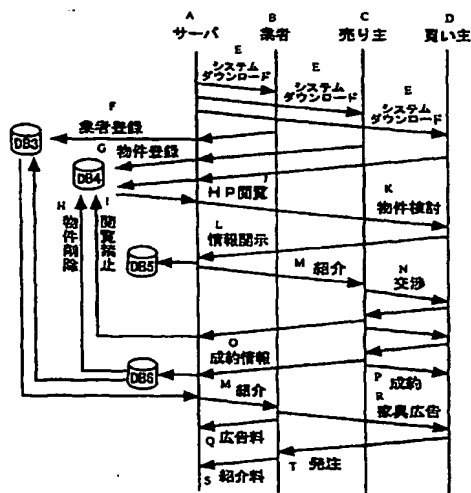 A B C D
サーバ 業者 売り主 買い主
E
システム
ダウンロード
E
システム
ダウンロード
E
システム
ダウンロード
F
業者登録
DB3
G 物件登録
DB4
J
HP閲覧
K
物件検討
H
物件削除
I
閲覧禁止
L
情報開示
DB5
M 紹介
N
交渉
O
成約情報
DB6
P 成約
M 紹介
R
家具広告
Q 広告料
T 発注
S 紹介料